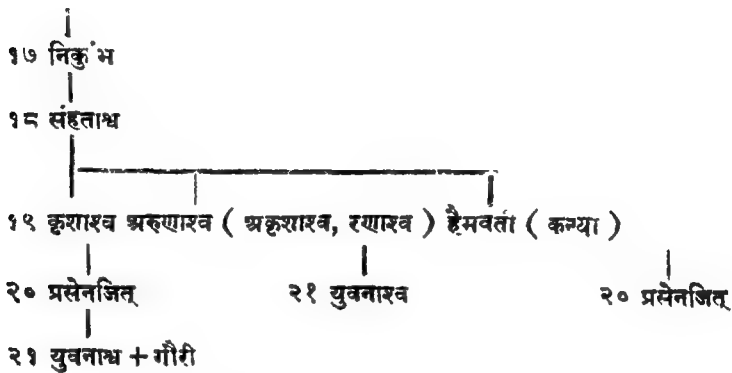 १७ निकुंभ
१८ संहताश्व
१९ कृशाश्व अरुणाश्व ( अकृशाश्व, रणाश्व ) हैमवती ( कन्या )
२० प्रसेनजित् २१ युवनाश्व २० प्रसेनजित्
२१ युवनाश्व + गौरी